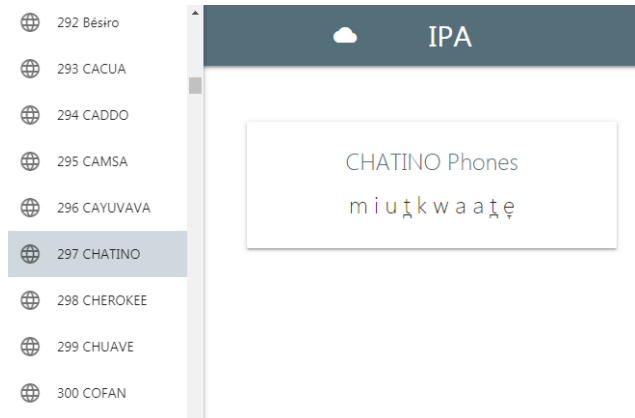 292 Bésɨro
293 CACUA
294 CADDO
295 CAMSA
296 CAYUVAVA
297 CHATINO
298 CHEROKEE
299 CHUAVE
300 COFAN
IPA
CHATINO Phones
m i u t̪ k w a a t̪ e̞